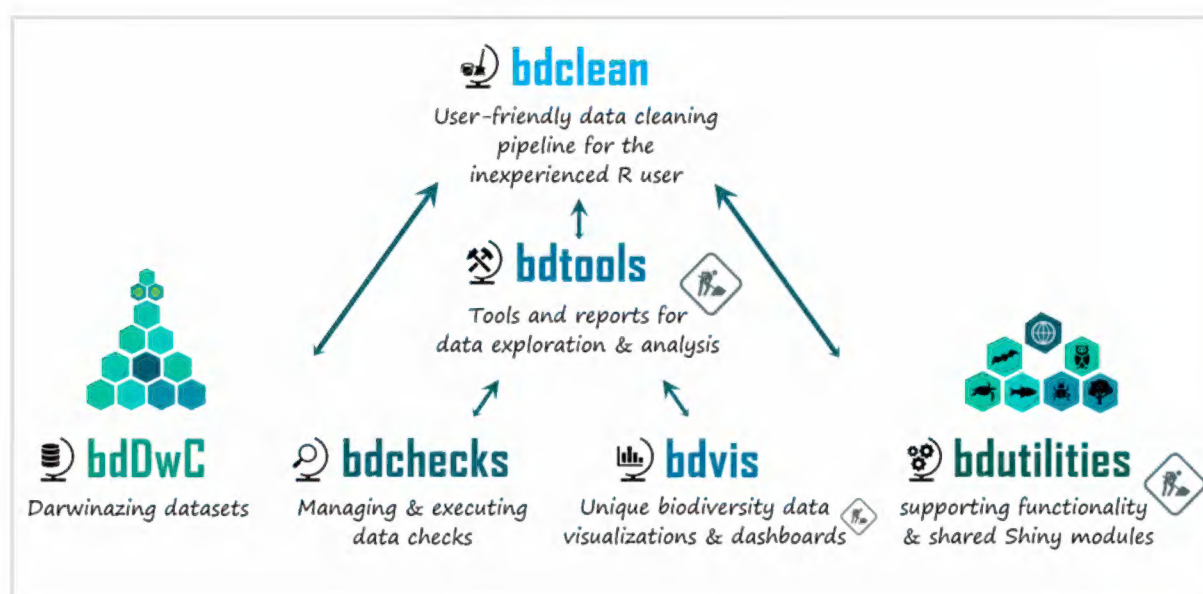 bdclean
User-friendly data cleaning
pipeline for the
inexperienced R user
bdtools
Tools and reports for
data exploration & analysis
bdDwC
Darwinazing datasets
bdchecks
Managing & executing
data checks
bdvis
Unique biodiversity data
visualizations & dashboards
bdutilities
supporting functionality
& shared Shiny modules